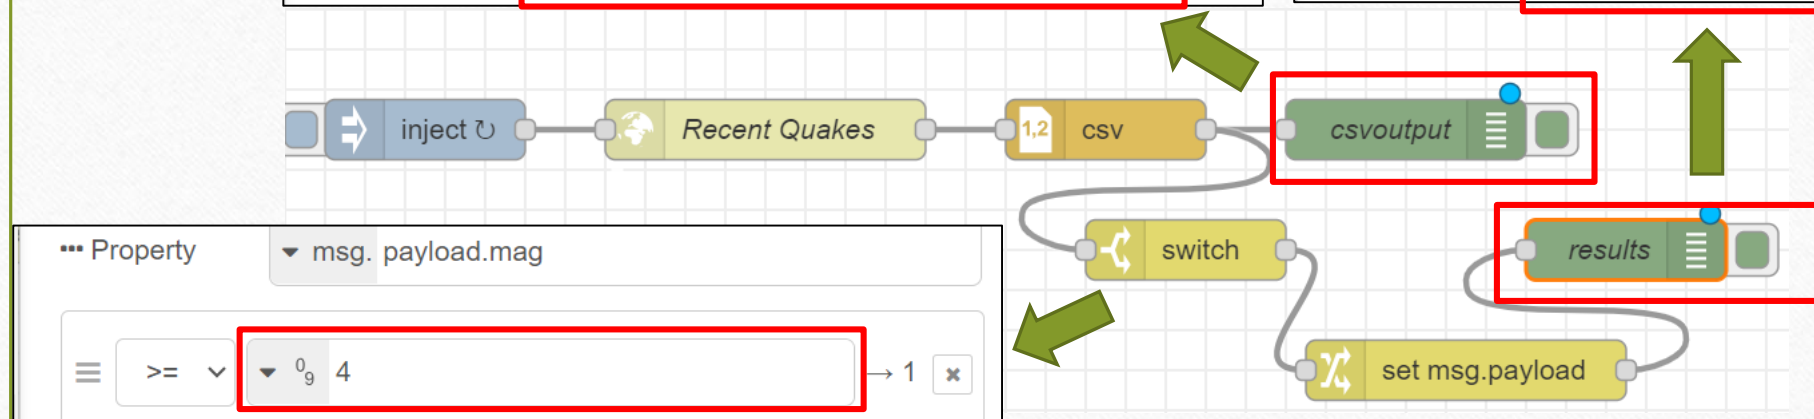 inject ↻
Recent Quakes
1,2 csv
csvoutput
Property
msg. payload.mag
switch
results
>= 0 9 4 → 1 ×
set msg.payload